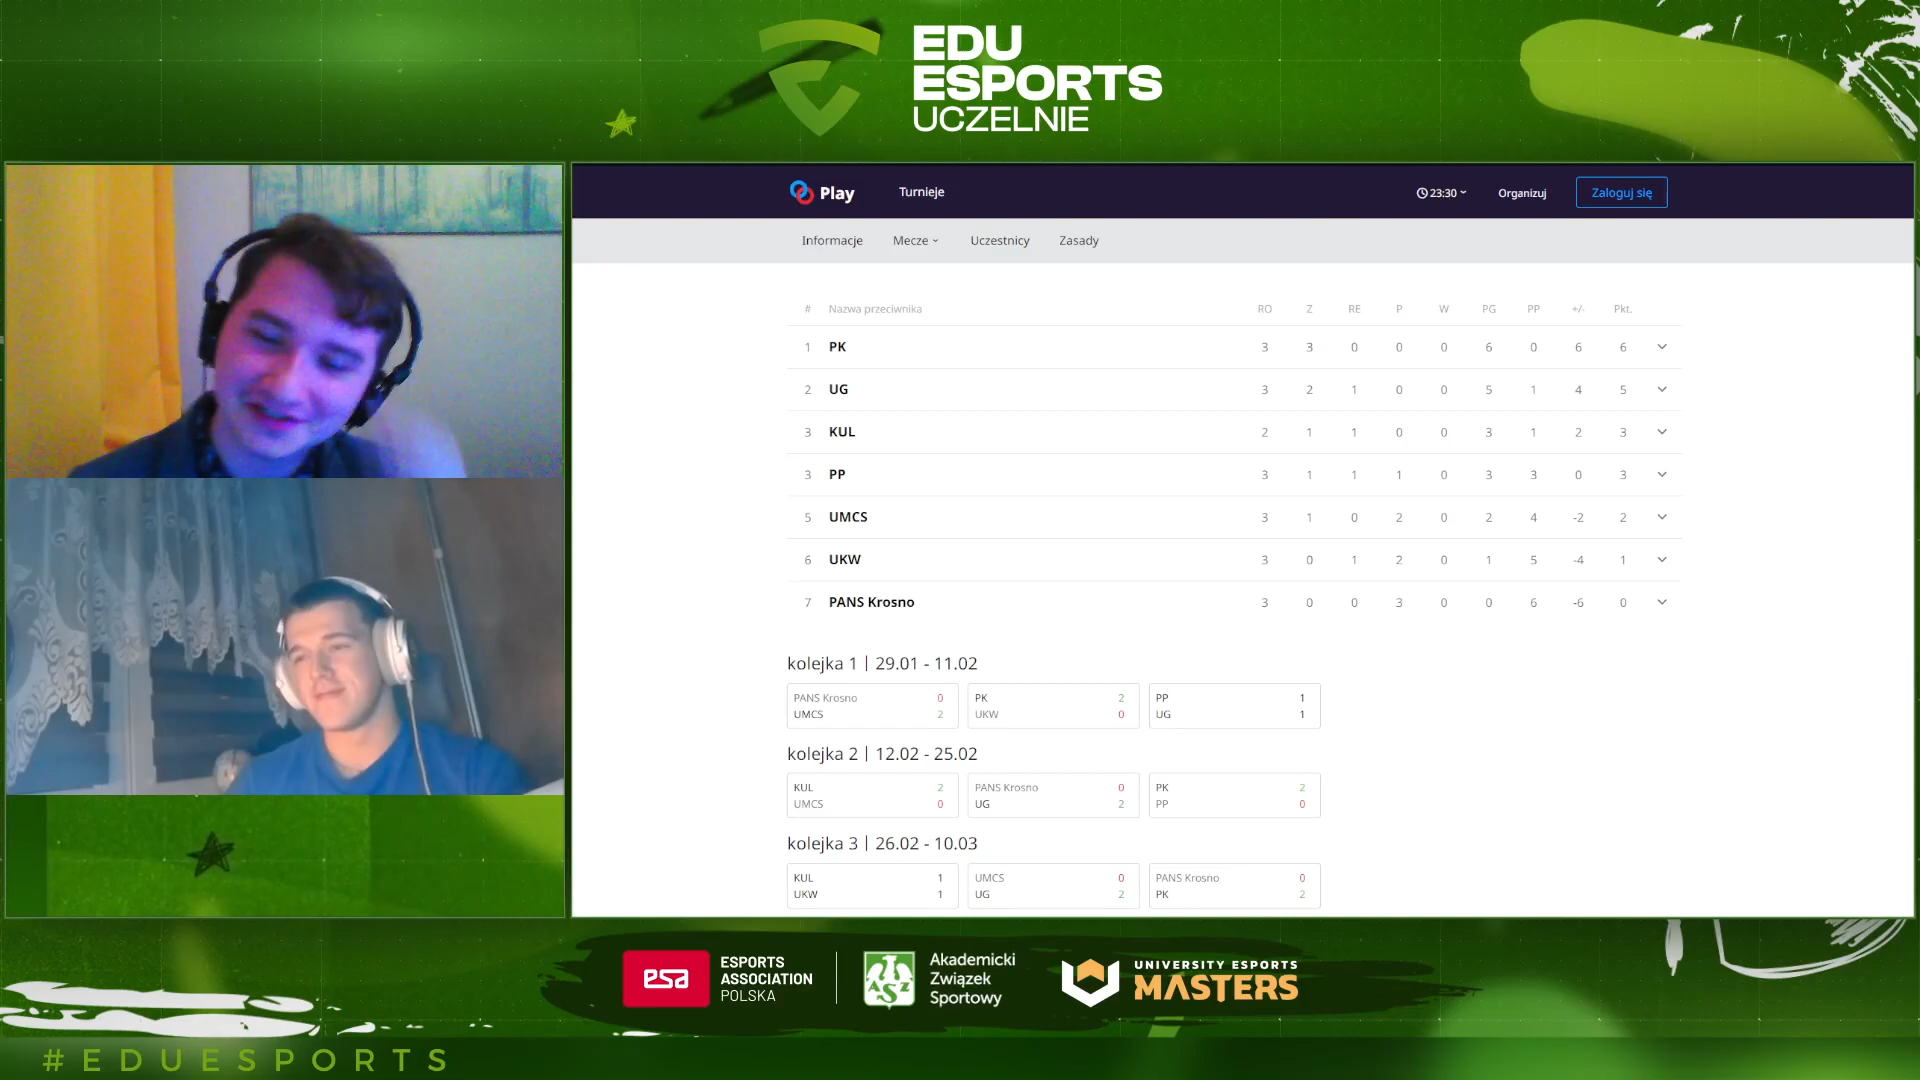 EDU
ESPORTS
UCZELNIE
Play
Turnieje
23:30
Organizuj
Zaloguj się
Informacje
Mecze
Uczestnicy
Zasady
# Nazwa przeciwnika RO Z RE P W PG PP +/- Pkt.
1 PK 3 3 0 0 0 6 0 6 6
2 UG 3 2 1 0 0 5 1 4 5
3 KUL 2 1 1 0 0 3 1 2 3
3 PP 3 1 1 1 0 3 3 0 3
5 UMCS 3 1 0 2 0 2 4 -2 2
6 UKW 3 0 1 2 0 1 5 -4 1
7 PANS Krosno 3 0 0 3 0 0 6 -6 0
kolejka 1 | 29.01 - 11.02
PANS Krosno 0
UMCS 2
PK 2
UKW 0
PP 1
UG 1
kolejka 2 | 12.02 - 25.02
KUL 2
UMCS 0
PANS Krosno 0
UG 2
PK 2
PP 0
kolejka 3 | 26.02 - 10.03
KUL 1
UKW 1
UMCS 0
UG 2
PANS Krosno 0
PK 2
esa
ESPORTS
ASSOCIATION
POLSKA
AZS
Akademicki
Związek
Sportowy
UNIVERSITY ESPORTS
MASTERS
#EDUESPORTS